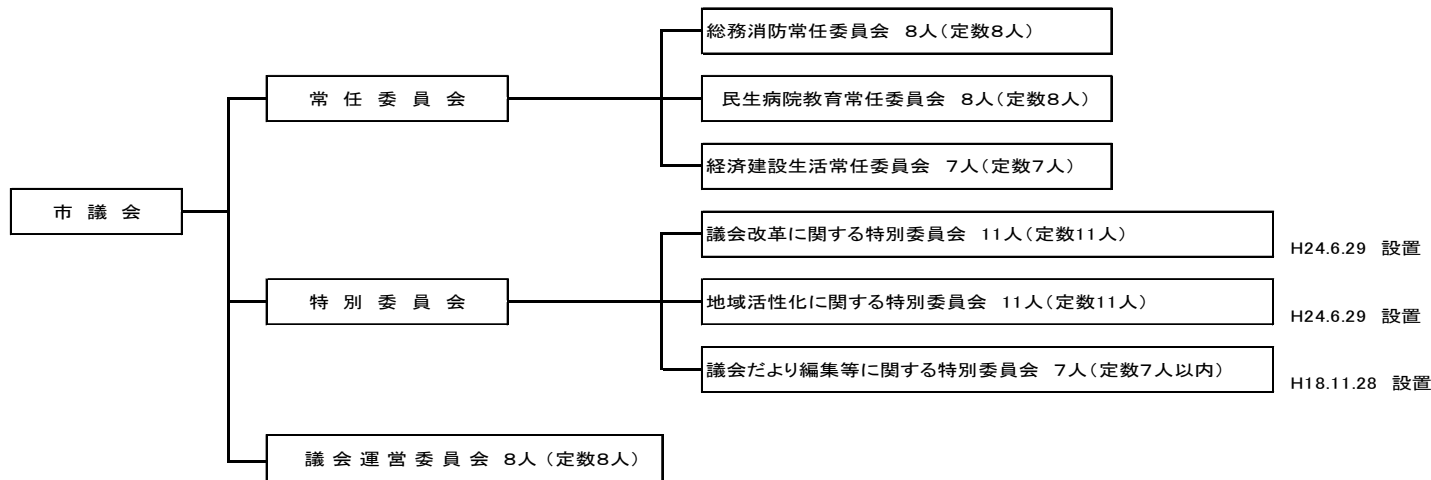 総務消防常任委員会　8人（定数8人）
常 任 委 員 会
民生病院教育常任委員会　8人（定数8人）
経済建設生活常任委員会　7人（定数7人）
市 議 会
議会改革に関する特別委員会　11人（定数11人）
H24.6.29　設置
特 別 委 員 会
地域活性化に関する特別委員会　11人（定数11人）
H24.6.29　設置
議会だより編集等に関する特別委員会　7人（定数7人以内）
H18.11.28　設置
議 会 運 営 委 員 会　8人（定数8人）